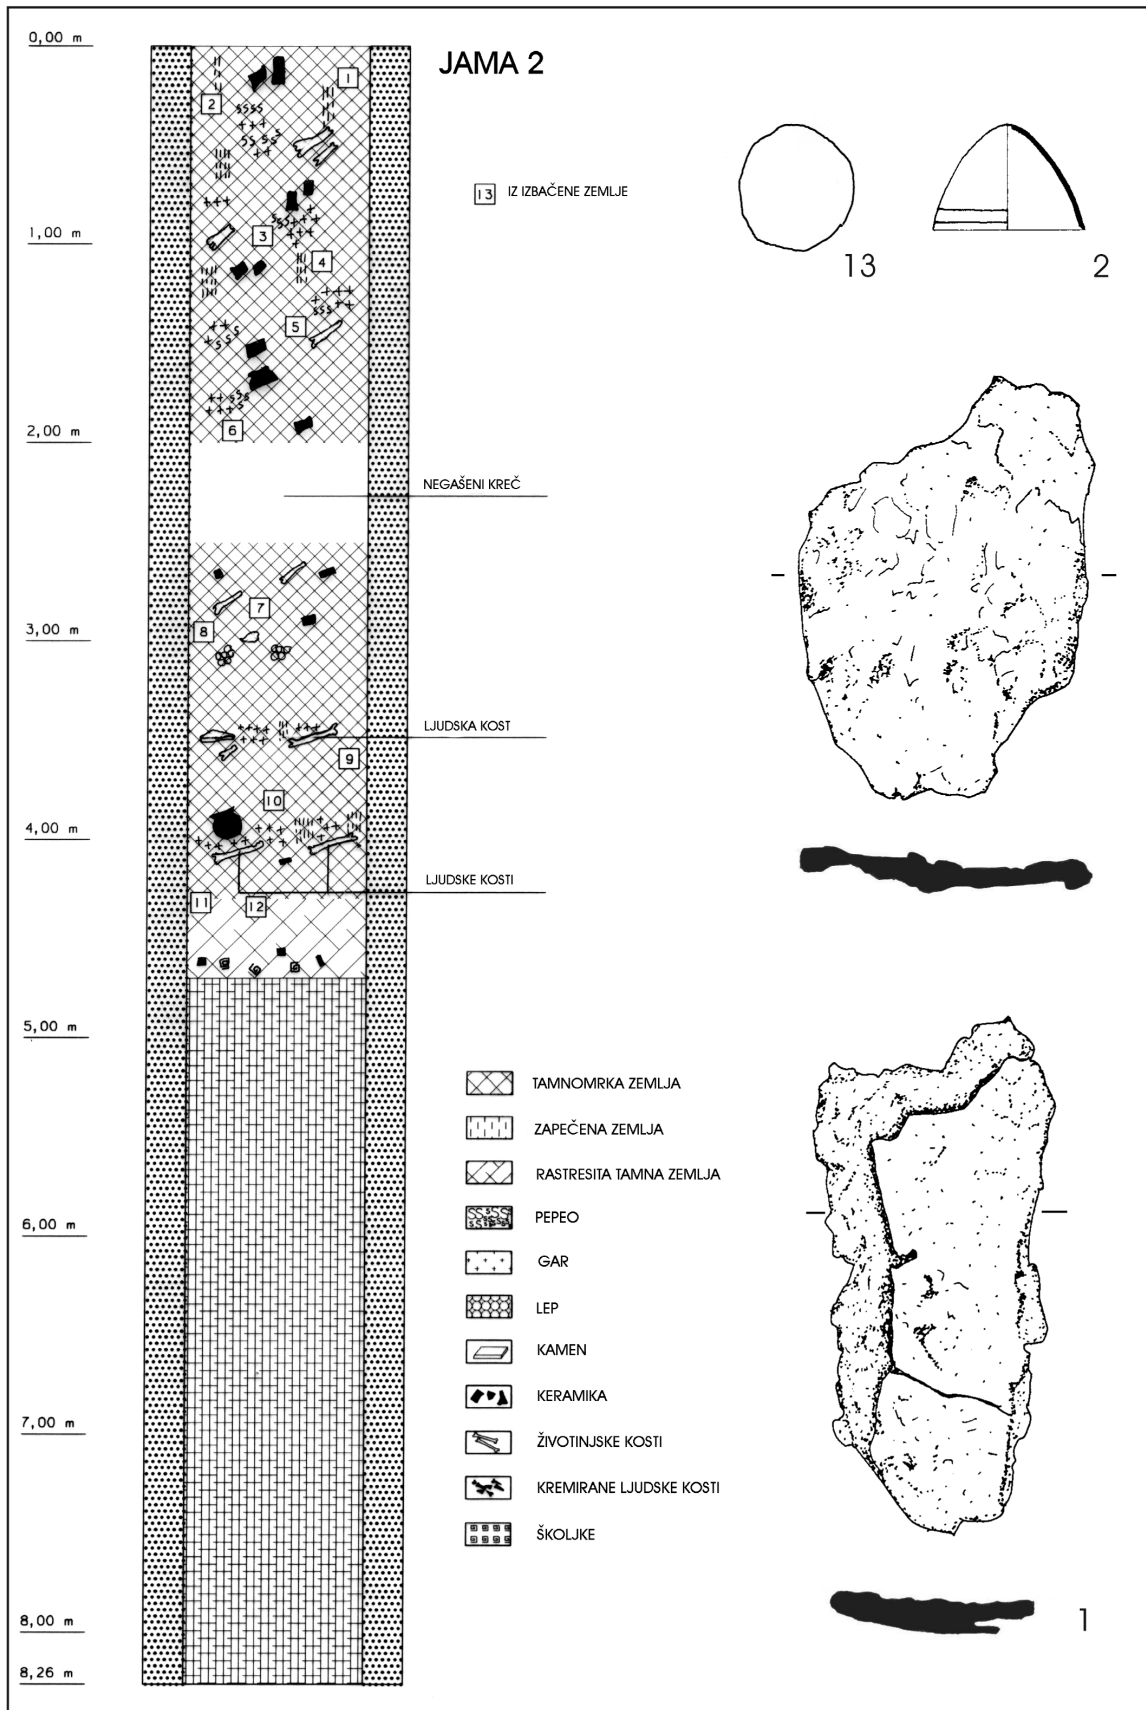 0,00 m
JAMA 2
1
2
13 IZ IZBAČENE ZEMLJE
1,00 m
3
4
13
2
5
6
2,00 m
NEGAŠENI KREČ
7
8
3,00 m
LJUDSKA KOST
9
10
4,00 m
LJUDSKE KOSTI
11
12
5,00 m
TAMNOMRKA ZEMLJA
ZAPEČENA ZEMLJA
RASTRESITA TAMNA ZEMLJA
PEPEO
6,00 m
GAR
LEP
KAMEN
KERAMIKA
7,00 m
ŽIVOTINJSKE KOSTI
KREMIRANE LJUDSKE KOSTI
ŠKOLJKE
8,00 m
1
8,26 m